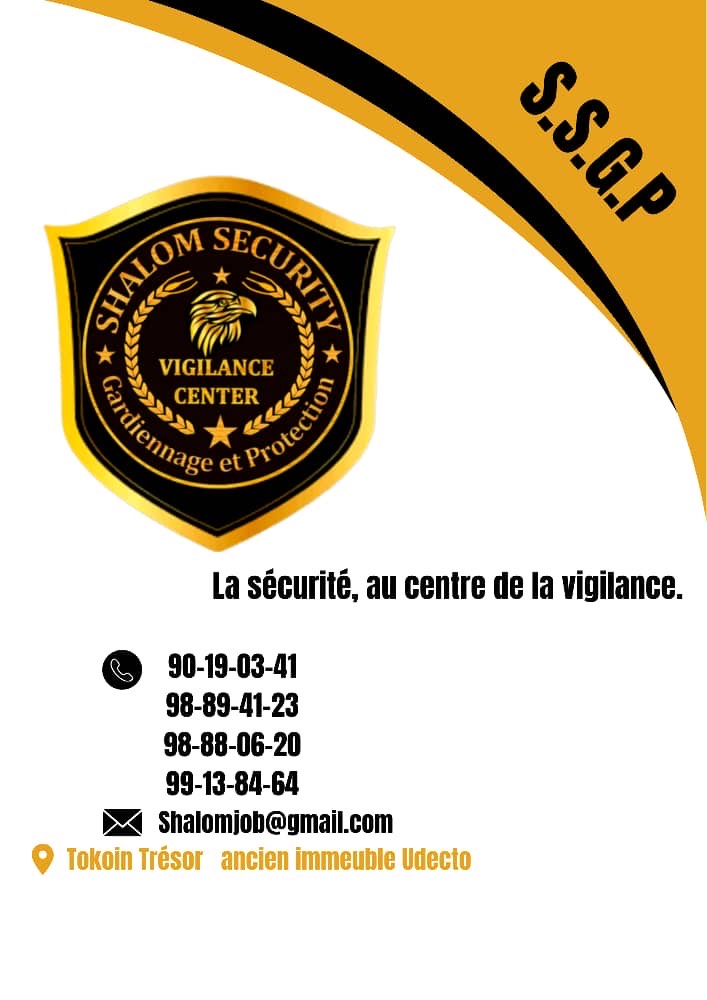 S.S.G.P
SHALOM SECURITY
VIGILANCE
CENTER
Gardiennage et Protection
La sécurité, au centre de la vigilance.
90-19-03-41
98-89-41-23
98-88-06-20
99-13-84-64
Shalomjob@gmail.com
Tokoin Trésor ancien immeuble Udecto